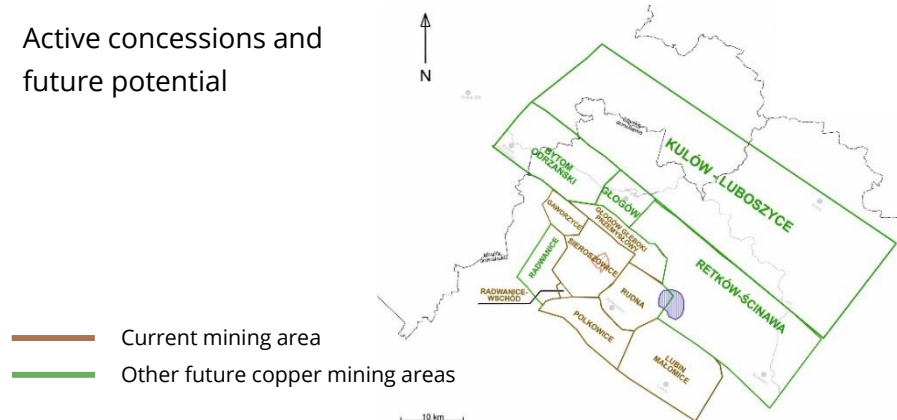 Active concessions and
future potential
N
KULÓW - LUBOSZYCE
BYTOM
ODRZAŃSKI
GŁOGÓW
GAWORZYCE
GŁOGÓW GŁĘBOKI
PRZEMYSŁOWY
RETKÓW-ŚCINAWA
RADWANICE
SIEROSZOWICE
RADWANICE-
WSCHÓD
RUDNA
POLKOWICE
LUBIN
MAŁOMICE
Current mining area
Other future copper mining areas
10 km